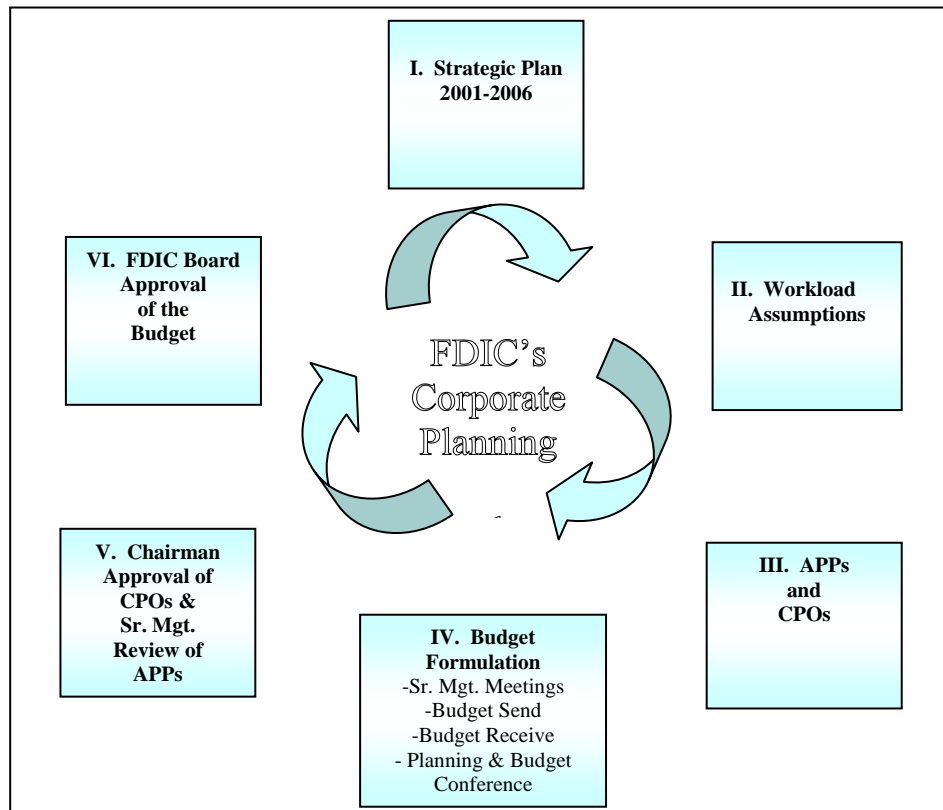 I. Strategic Plan
2001-2006
II. Workload
Assumptions
III. APPs
and
CPOs
IV. Budget
Formulation
-Sr. Mgt. Meetings
-Budget Send
-Budget Receive
- Planning & Budget
Conference
V. Chairman
Approval of
CPOs &
Sr. Mgt.
Review of
APPs
VI. FDIC Board
Approval
of the
Budget
FDIC’s
Corporate
Planning